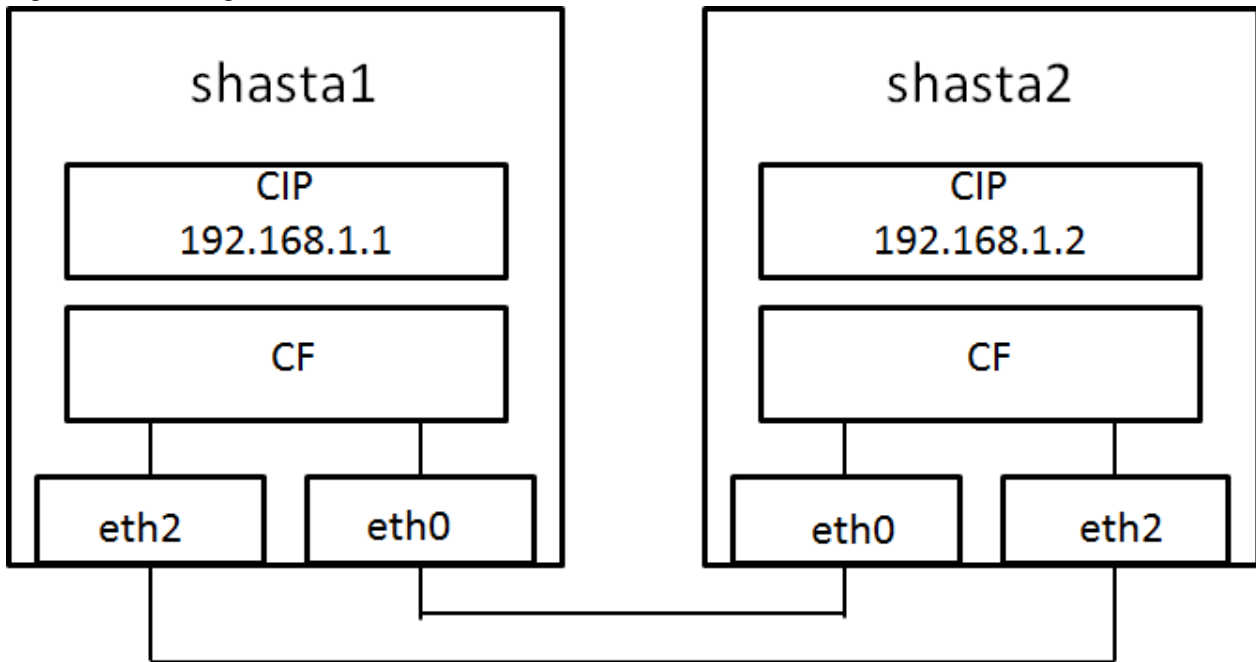 shasta1
CIP
192.168.1.1
CF
eth2
eth0
shasta2
CIP
192.168.1.2
CF
eth0
eth2